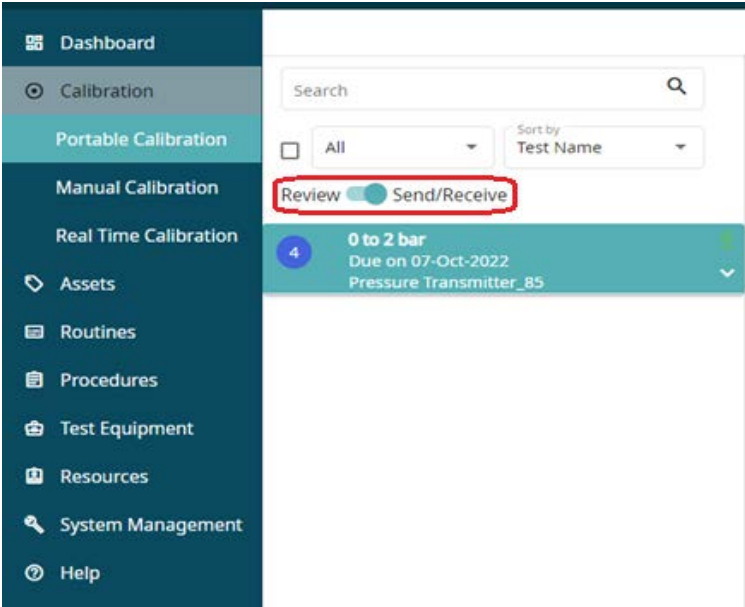 Dashboard
Calibration
Portable Calibration
Manual Calibration
Real Time Calibration
Assets
Routines
Procedures
Test Equipment
Resources
System Management
Help
Search
All
Sort by
Test Name
Review Send/Receive
4
0 to 2 bar
Due on 07-Oct-2022
Pressure Transmitter_85